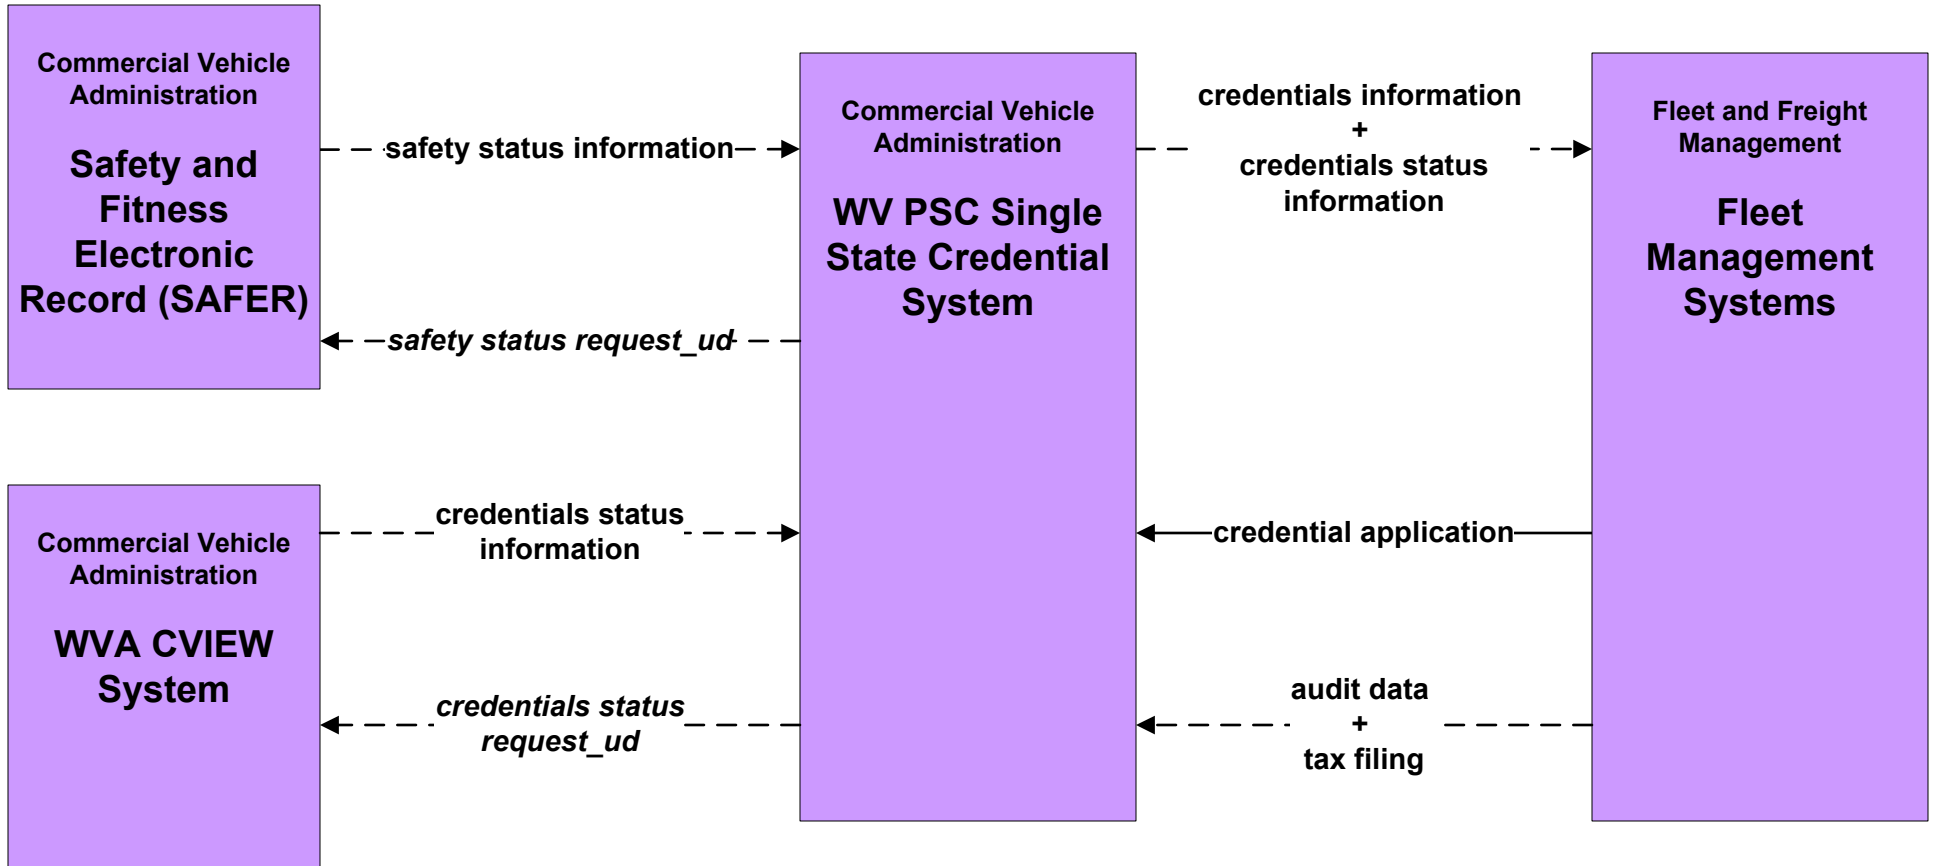 Commercial Vehicle
Administration
Safety and
Fitness
Electronic
Record (SAFER)
safety status information
safety status request_ud
Commercial Vehicle
Administration
WVA CVIEW
System
credentials status
information
credentials status
request_ud
Commercial Vehicle
Administration
WV PSC Single
State Credential
System
credentials information
+
credentials status
information
credential application
audit data
+
tax filing
Fleet and Freight
Management
Fleet
Management
Systems